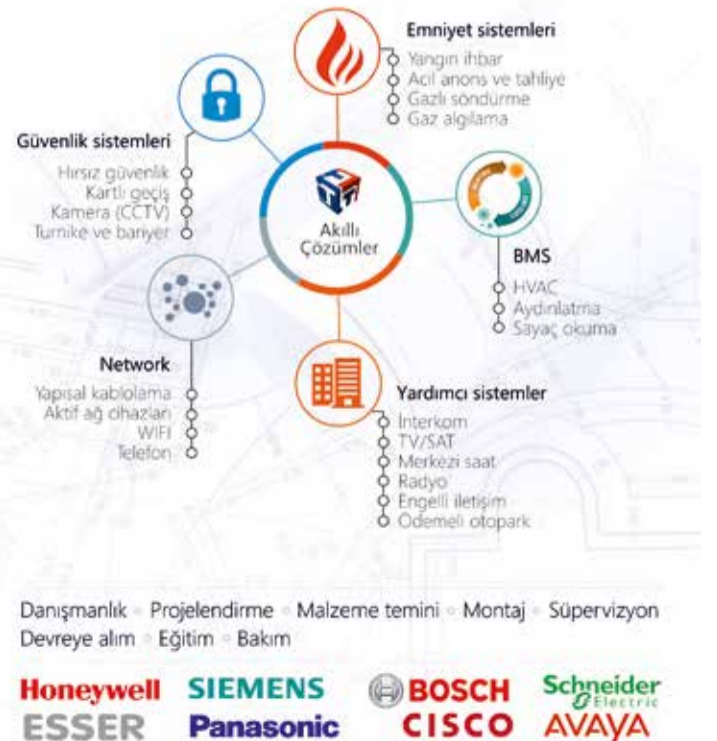 Emniyet sistemleri
Yangın ihbar
Acil anons ve tahliye
Gazlı söndürme
Gaz algılama
Güvenlik sistemleri
Hırsız güvenlik
Kartlı geçiş
Kamera (CCTV)
Turnike ve bariyer
Akıllı
Çözümler
BMS
HVAC
Aydınlatma
Sayaç okuma
Network
Yapısal kablolama
Aktif ağ cihazları
WIFI
Telefon
Yardımcı sistemler
İnterkom
TV/SAT
Merkezi saat
Radyo
Engelli iletişim
Ödemeli otopark
Danışmanlık Projelendirme Malzeme temini Montaj Süpervizyon
Devreye alım Eğitim Bakım
Honeywell SIEMENS BOSCH Schneider
Electric
ESSER Panasonic CISCO AVAYA